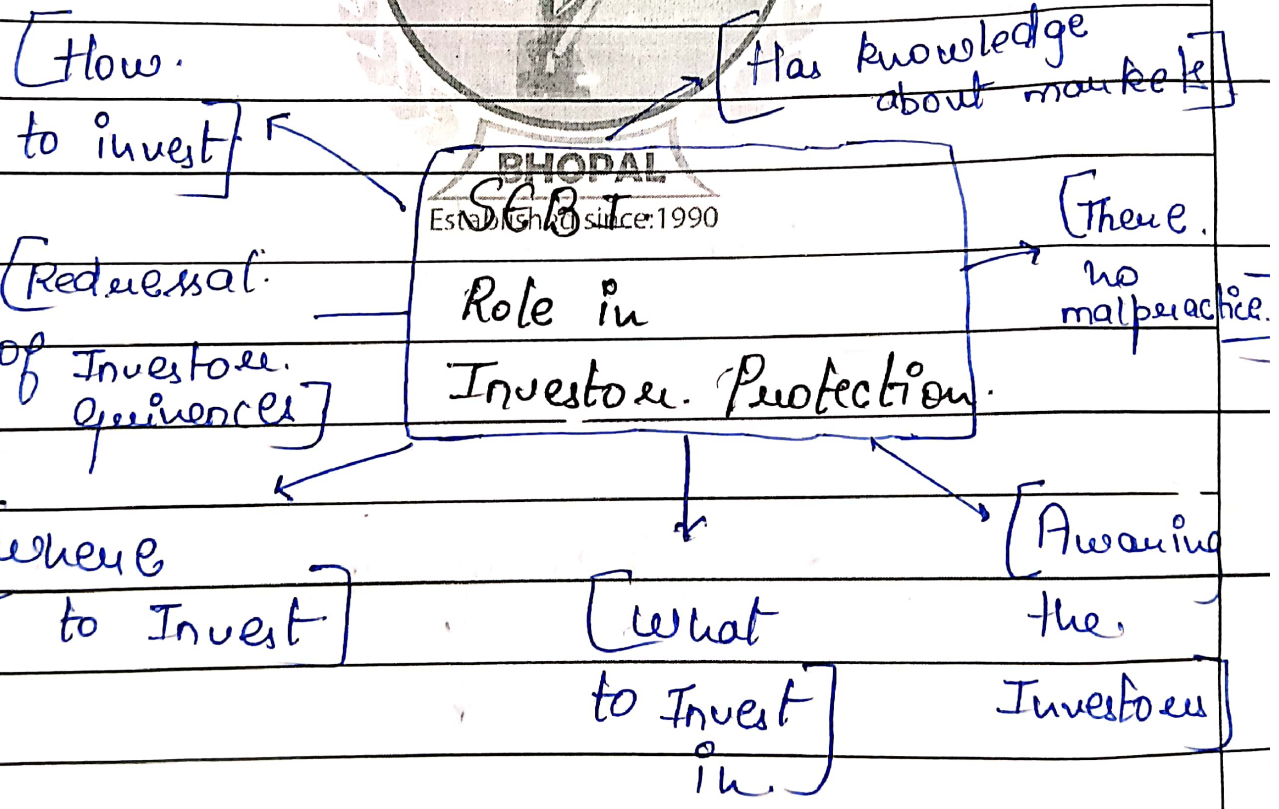 [How.
to invest]
[Has knowledge
about market]
BHOPAL
Established since:1990
SEBI
Role in
Investor. Protection.
[There.
no
malpractice.
[Redressal.
of Investor.
grivences]
where
to Invest]
[what
to Invest
in.]
[Awaring
the.
Investors]